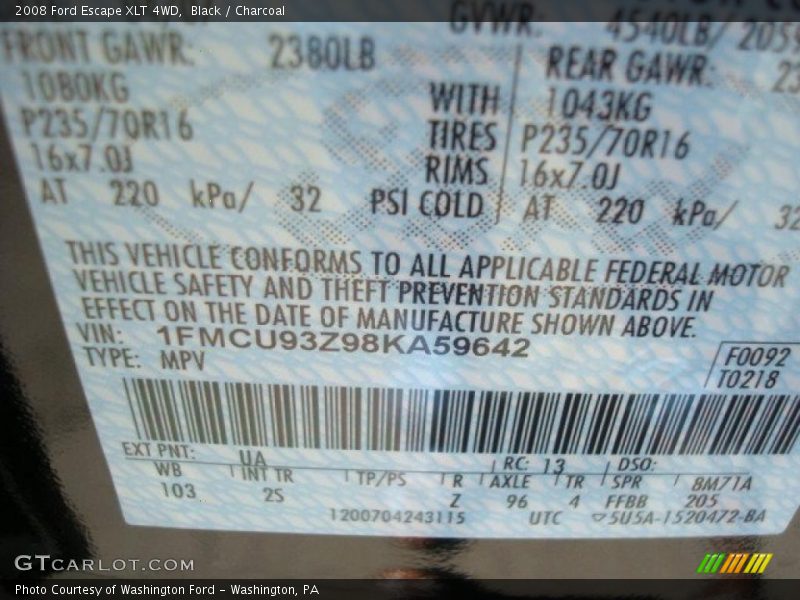 2008 Ford Escape XLT 4WD, Black / Charcoal
GVWR: 4540LB/ 2059
FRONT GAWR: 2380LB REAR GAWR: 23
1080KG WITH 1043KG
P235/70R16 TIRES P235/70R16
16x7.0J RIMS 16x7.0J
AT 220 kPa/ 32 PSI COLD AT 220 kPa/ 32
THIS VEHICLE CONFORMS TO ALL APPLICABLE FEDERAL MOTOR
VEHICLE SAFETY AND THEFT PREVENTION STANDARDS IN
EFFECT ON THE DATE OF MANUFACTURE SHOWN ABOVE.
VIN: 1FMCU93Z98KA59642
TYPE: MPV
F0092
T0218
EXT PNT: UA RC: 13 DSO:
WB INT TR TP/PS R AXLE TR SPR 8M71A
103 2S Z 96 4 FFBB 205
1200704243115 UTC ▽5U5A-1520472-BA
GTCARLOT.COM
Photo Courtesy of Washington Ford - Washington, PA